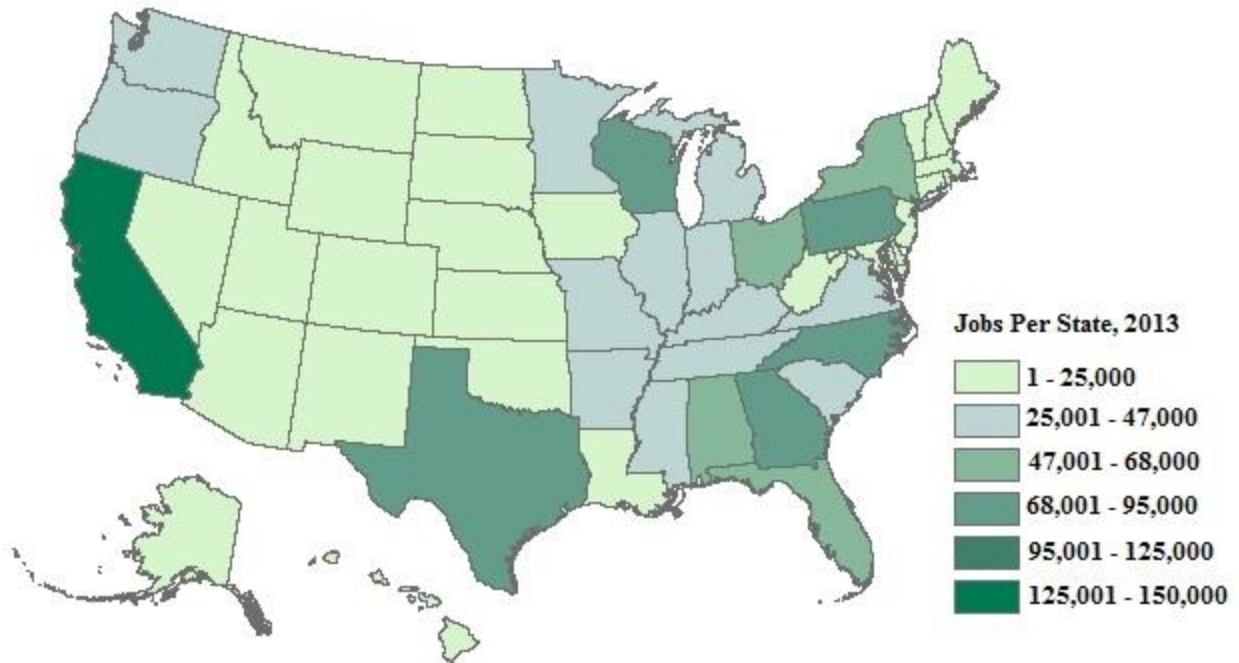 Jobs Per State, 2013
1 - 25,000
25,001 - 47,000
47,001 - 68,000
68,001 - 95,000
95,001 - 125,000
125,001 - 150,000